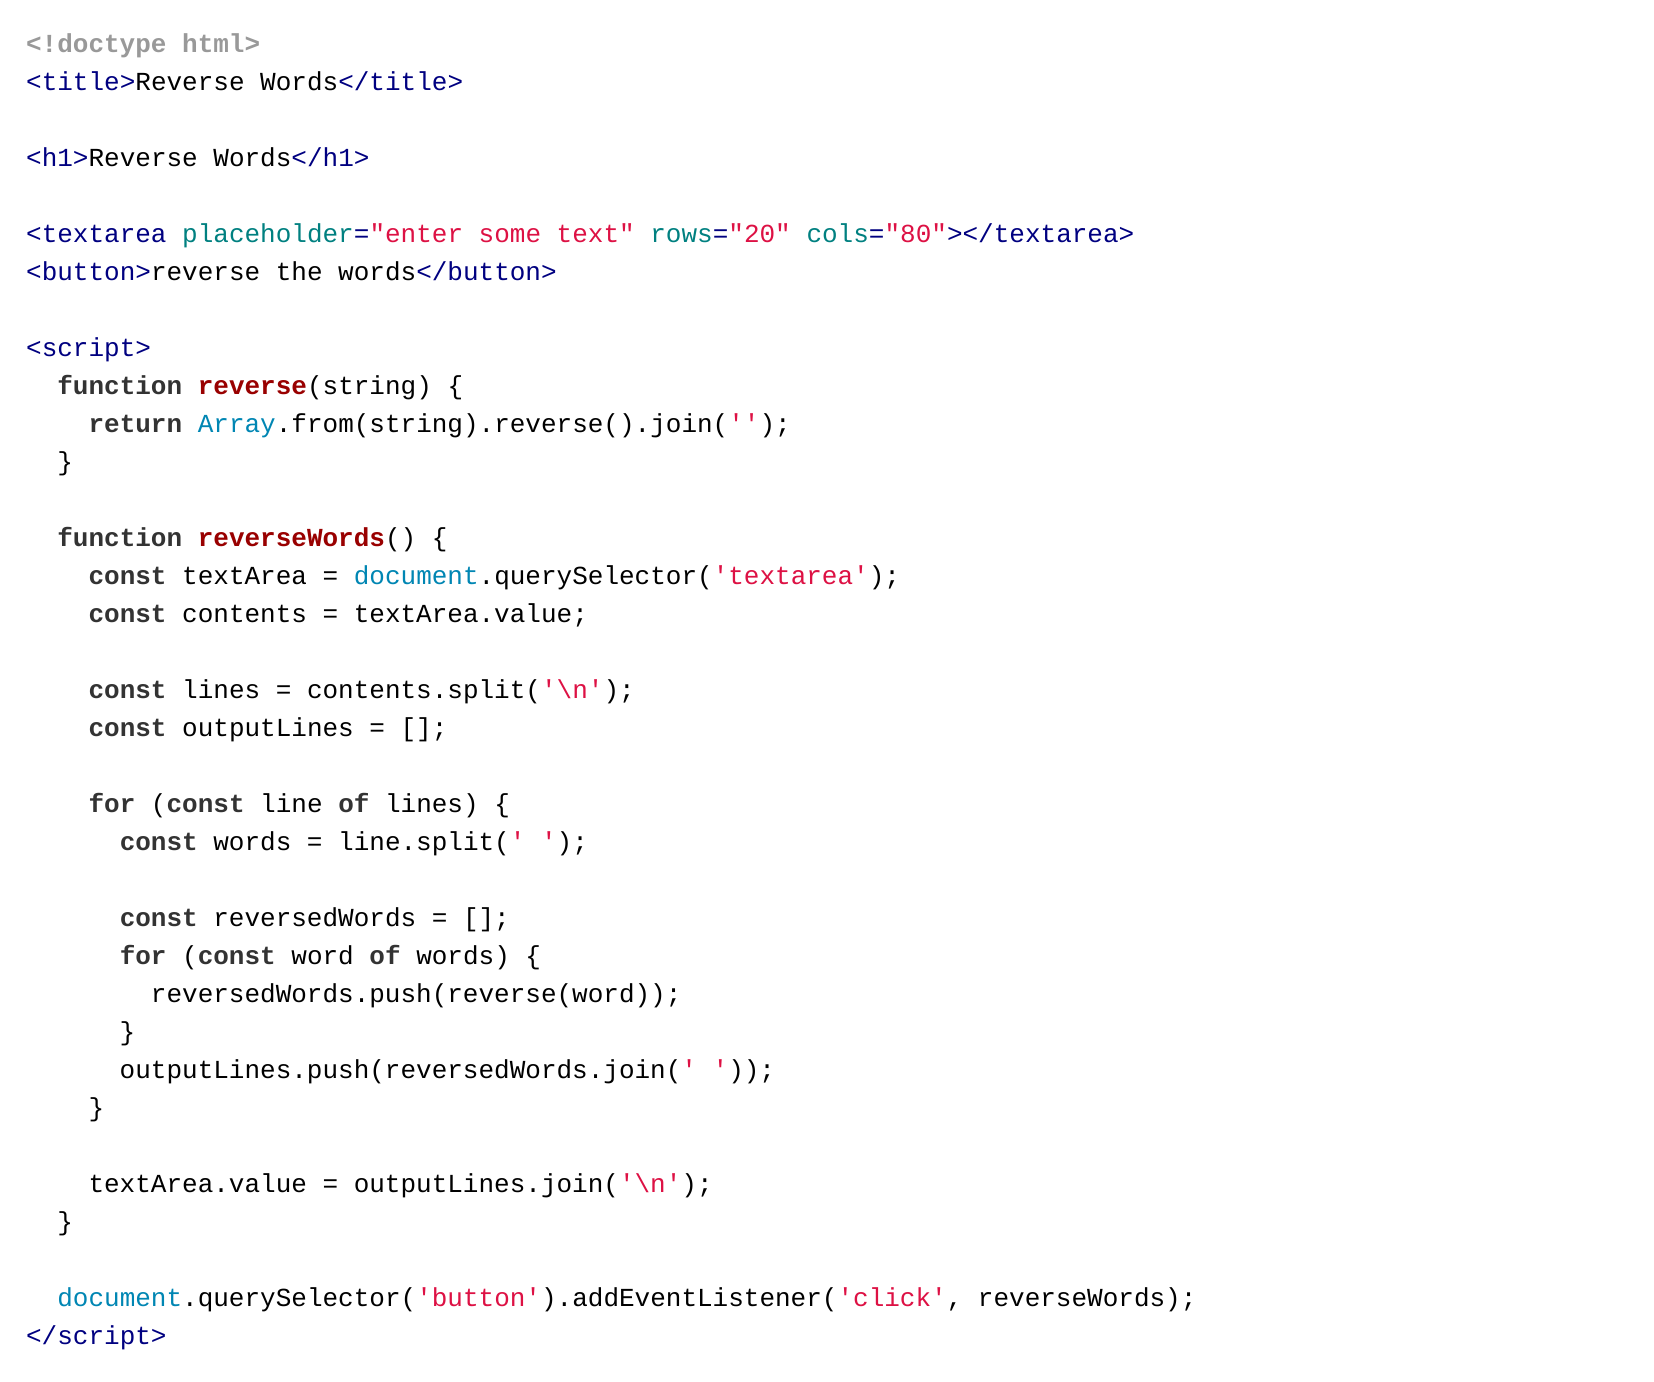 <!doctype html>
<title>Reverse Words</title>

<h1>Reverse Words</h1>

<textarea placeholder="enter some text" rows="20" cols="80"></textarea>
<button>reverse the words</button>

<script>
  function reverse(string) {
    return Array.from(string).reverse().join('');
  }

  function reverseWords() {
    const textArea = document.querySelector('textarea');
    const contents = textArea.value;

    const lines = contents.split('\n');
    const outputLines = [];

    for (const line of lines) {
      const words = line.split(' ');

      const reversedWords = [];
      for (const word of words) {
        reversedWords.push(reverse(word));
      }
      outputLines.push(reversedWords.join(' '));
    }

    textArea.value = outputLines.join('\n');
  }

  document.querySelector('button').addEventListener('click', reverseWords);
</script>